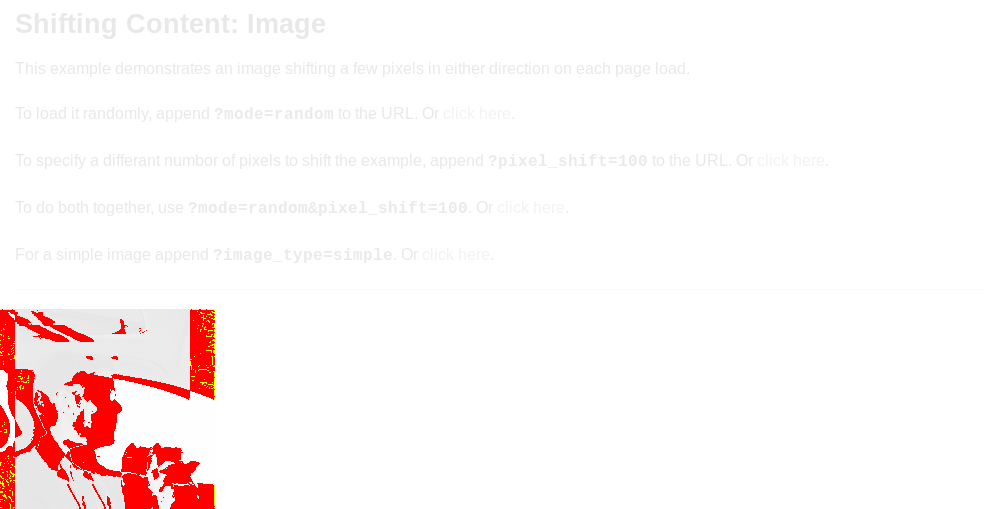 Shifting Content: Image
This example demonstrates an image shifting a few pixels in either direction on each page load.
To load it randomly, append ?mode=random to the URL. Or click here.
To specify a differant numbor of pixels to shift the example, append ?pixel_shift=100 to the URL. Or click here.
To do both together, use ?mode=random&pixel_shift=100. Or click here.
For a simple image append ?image_type=simple. Or click here.